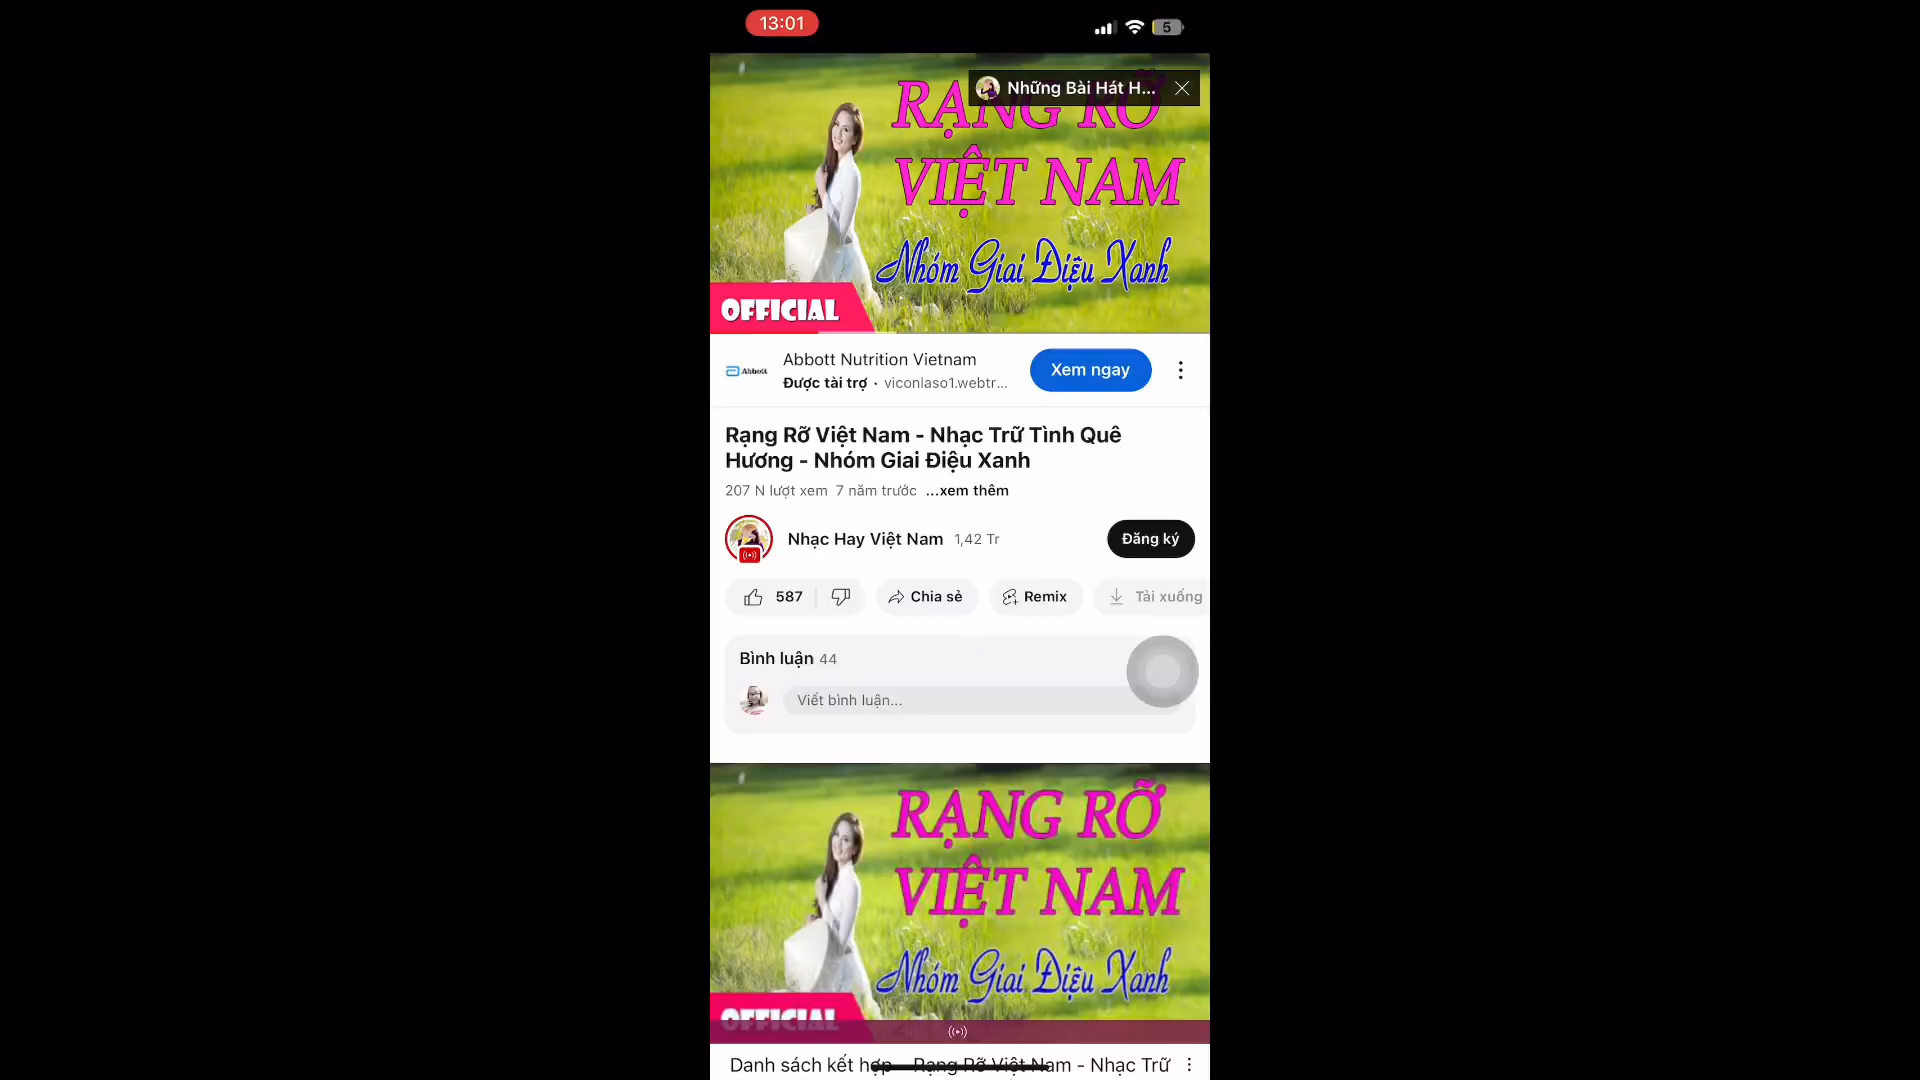 13:01
5
Những Bài Hát H...
RẠNG RỠ
VIỆT NAM
Nhóm Giai Điệu Xanh
OFFICIAL
Abbott
Abbott Nutrition Vietnam
Được tài trợ · viconlaso1.webtr...
Xem ngay
Rạng Rỡ Việt Nam - Nhạc Trữ Tình Quê
Hương - Nhóm Giai Điệu Xanh
207 N lượt xem 7 năm trước ...xem thêm
Nhạc Hay Việt Nam 1,42 Tr
Đăng ký
587
Chia sẻ
Remix
Tải xuống
Bình luận 44
Viết bình luận...
RẠNG RỠ
VIỆT NAM
Nhóm Giai Điệu Xanh
OFFICIAL
Danh sách kết hợp – Rạng Rỡ Việt Nam - Nhạc Trữ